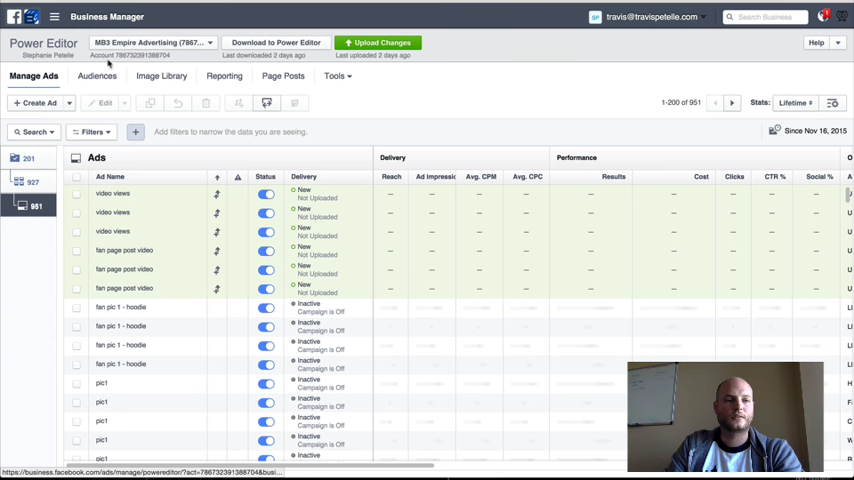 Business Manager
travis@travispetelle.com
Search Business
Power Editor
Stephanie Petelle
MB3 Empire Advertising (7867...
Account 786732391388704
Download to Power Editor
Last downloaded 2 days ago
Upload Changes
Last uploaded 2 days ago
Help
Manage Ads
Audiences
Image Library
Reporting
Page Posts
Tools
+ Create Ad
Edit
1-200 of 951
Stats:
Lifetime
Search
Filters
+
Add filters to narrow the data you are seeing.
Since Nov 16, 2015
201
927
951
Ads
Delivery
Performance
Ad Name
Status
Delivery
Reach
Ad Impressic
Avg. CPM
Avg. CPC
Results
Cost
Clicks
CTR %
Social %
video views
New
Not Uploaded
video views
New
Not Uploaded
video views
New
Not Uploaded
fan page post video
New
Not Uploaded
fan page post video
New
Not Uploaded
fan page post video
New
Not Uploaded
fan pic 1 - hoodie
Inactive
Campaign is Off
fan pic 1 - hoodie
Inactive
Campaign is Off
fan pic 1 - hoodie
Inactive
Campaign is Off
fan pic 1 - hoodie
Inactive
Campaign is Off
pic1
Inactive
Campaign is Off
pic1
Inactive
Campaign is Off
pic1
Inactive
Campaign is Off
pic1
Inactive
Campaign is Off
pic1
Inactive
https://business.facebook.com/ads/manage/powereditor/?act=786732391388704&busi...